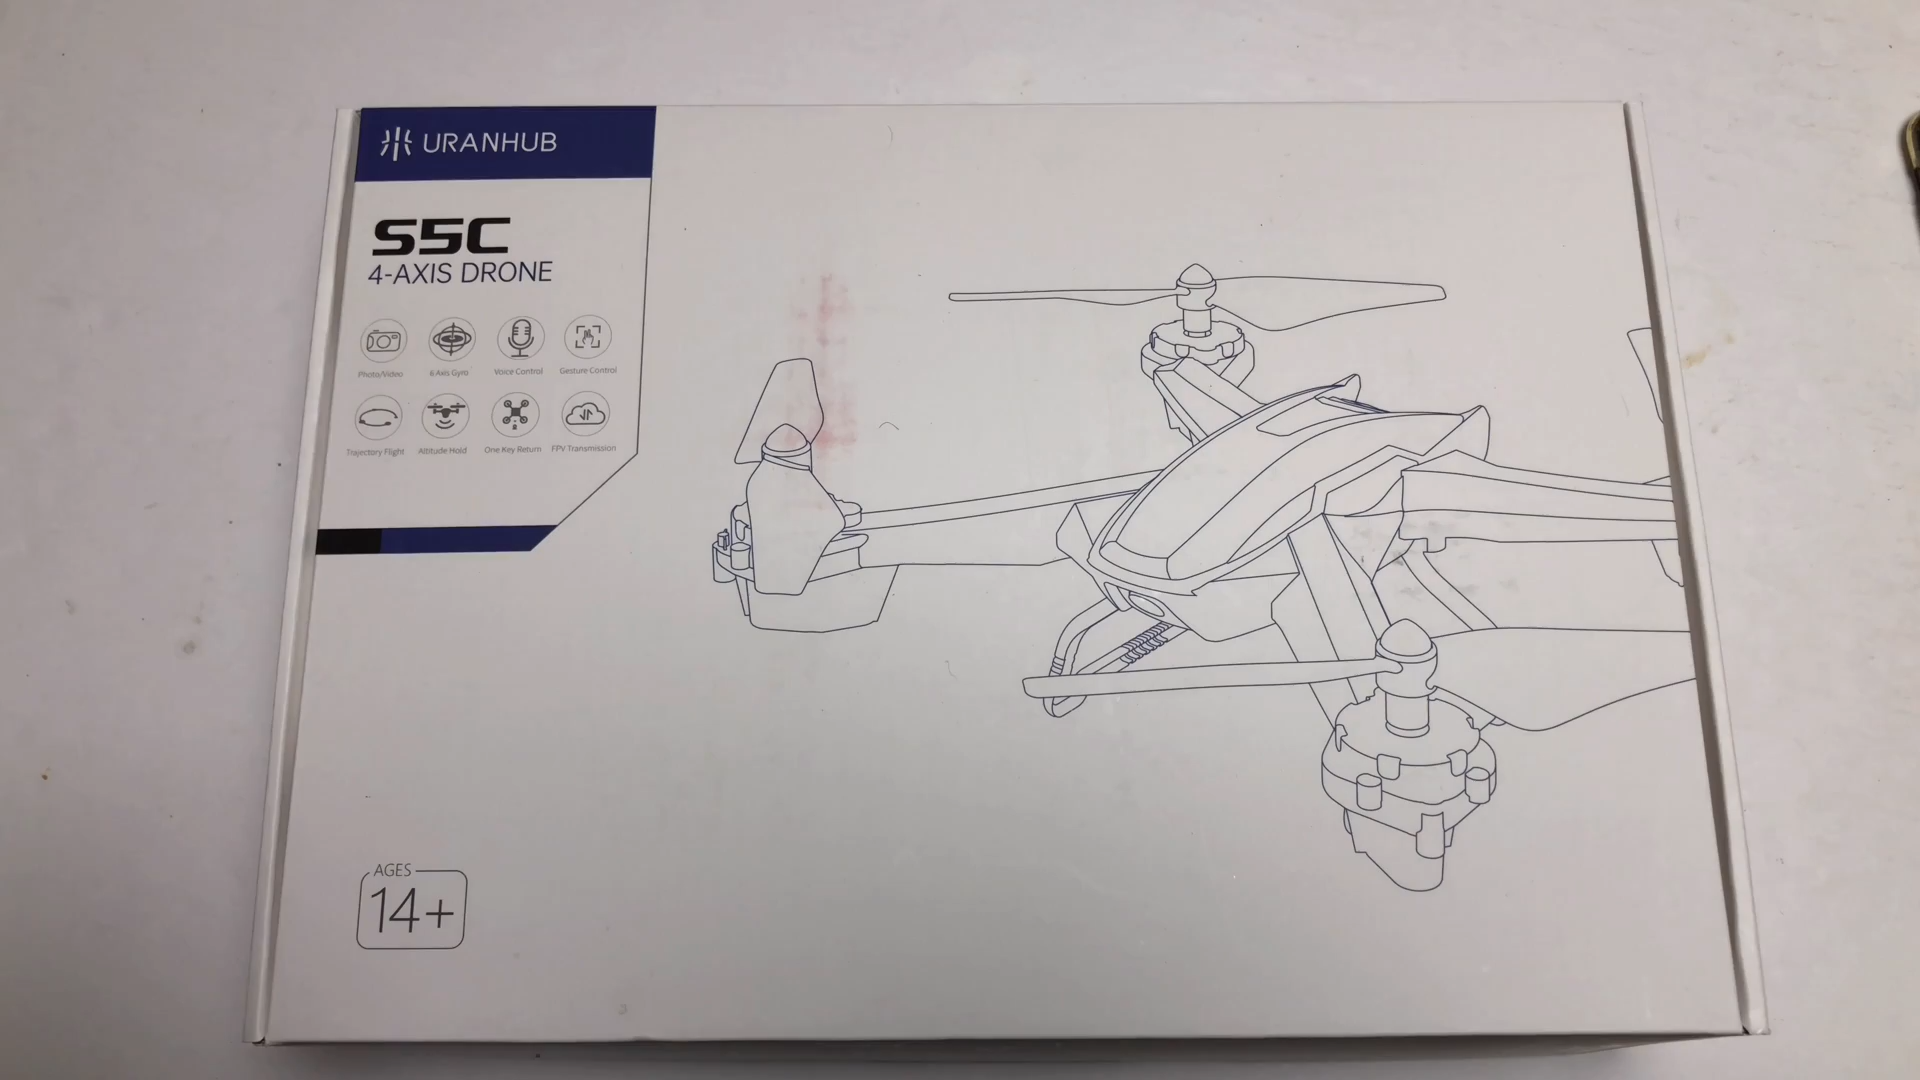 URANHUB
S5C
4-AXIS DRONE
Photo/Video 6 Axis Gyro Voice Control Gesture Control
Trajectory Flight Altitude Hold One Key Return FPV Transmission
AGES
14+